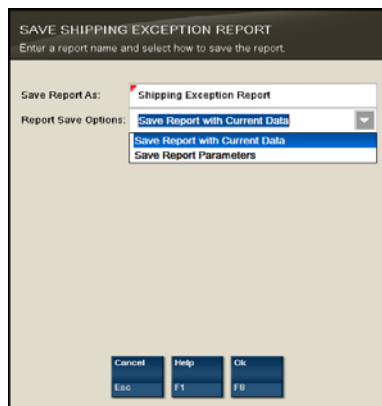 SAVE SHIPPING EXCEPTION REPORT
Enter a report name and select how to save the report.
Save Report As: Shipping Exception Report
Report Save Options: Save Report with Current Data
Save Report with Current Data
Save Report Parameters
Cancel Help Ok
Esc F1 F8